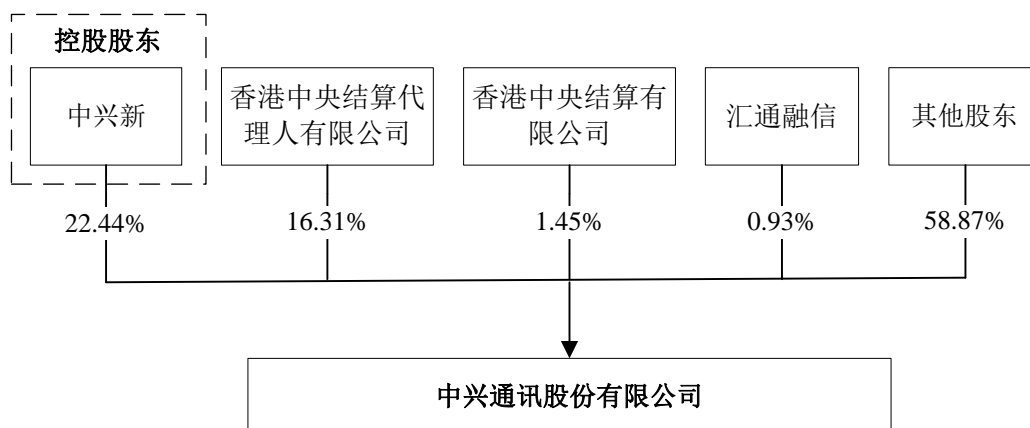 控股股东
中兴新
香港中央结算代
理人有限公司
香港中央结算有
限公司
汇通融信
其他股东
22.44%
16.31%
1.45%
0.93%
58.87%
中兴通讯股份有限公司